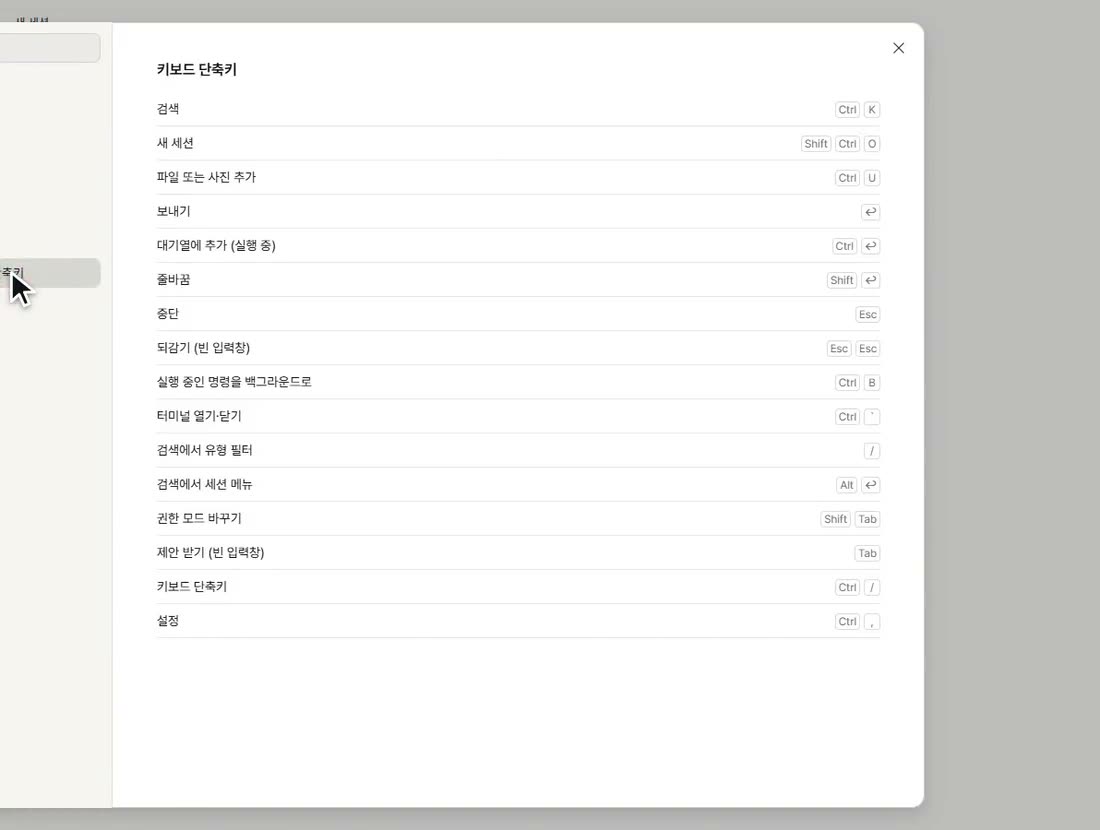 새 세션
키보드 단축키
검색 Ctrl K
새 세션 Shift Ctrl O
파일 또는 사진 추가 Ctrl U
보내기 ↩
대기열에 추가 (실행 중) Ctrl ↩
줄바꿈 Shift ↩
중단 Esc
되감기 (빈 입력창) Esc Esc
실행 중인 명령을 백그라운드로 Ctrl B
터미널 열기·닫기 Ctrl `
검색에서 유형 필터 /
검색에서 세션 메뉴 Alt ↩
권한 모드 바꾸기 Shift Tab
제안 받기 (빈 입력창) Tab
키보드 단축키 Ctrl /
설정 Ctrl ,